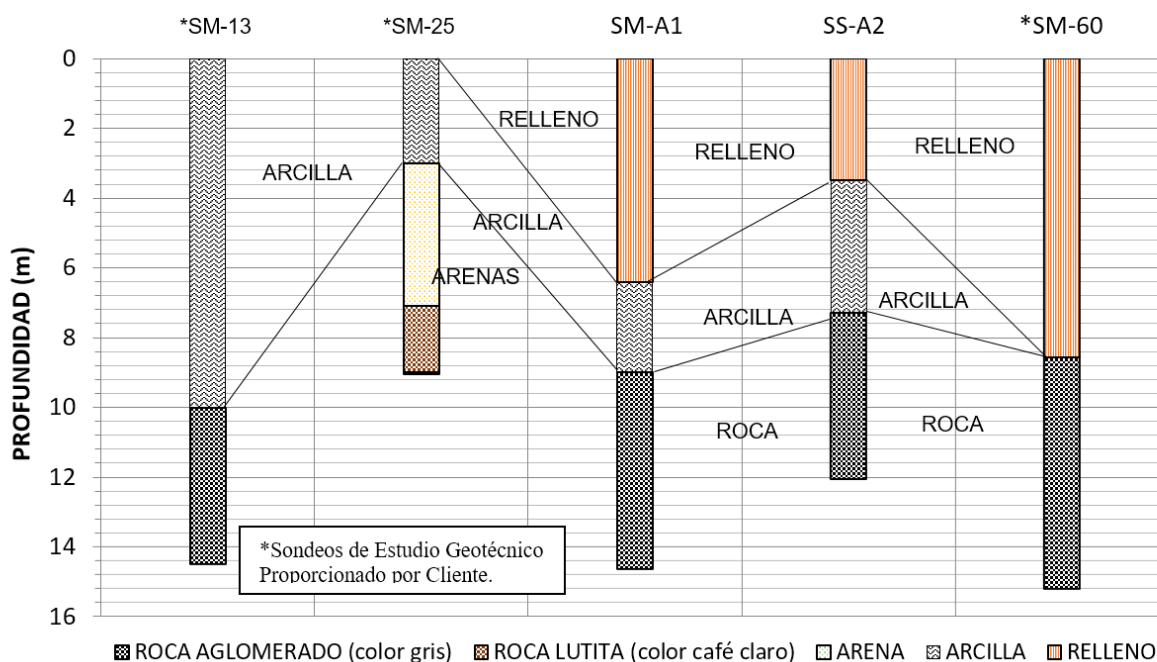 *SM-13 *SM-25 SM-A1 SS-A2 *SM-60
PROFUNDIDAD (m)
0
2
4
6
8
10
12
14
16
RELLENO
RELLENO
RELLENO
ARCILLA
ARCILLA
ARENAS
ARCILLA
ARCILLA
ROCA
ROCA
*Sondeos de Estudio Geotécnico
Proporcionado por Cliente.
ROCA AGLOMERADO (color gris) ROCA LUTITA (color café claro) ARENA ARCILLA RELLENO